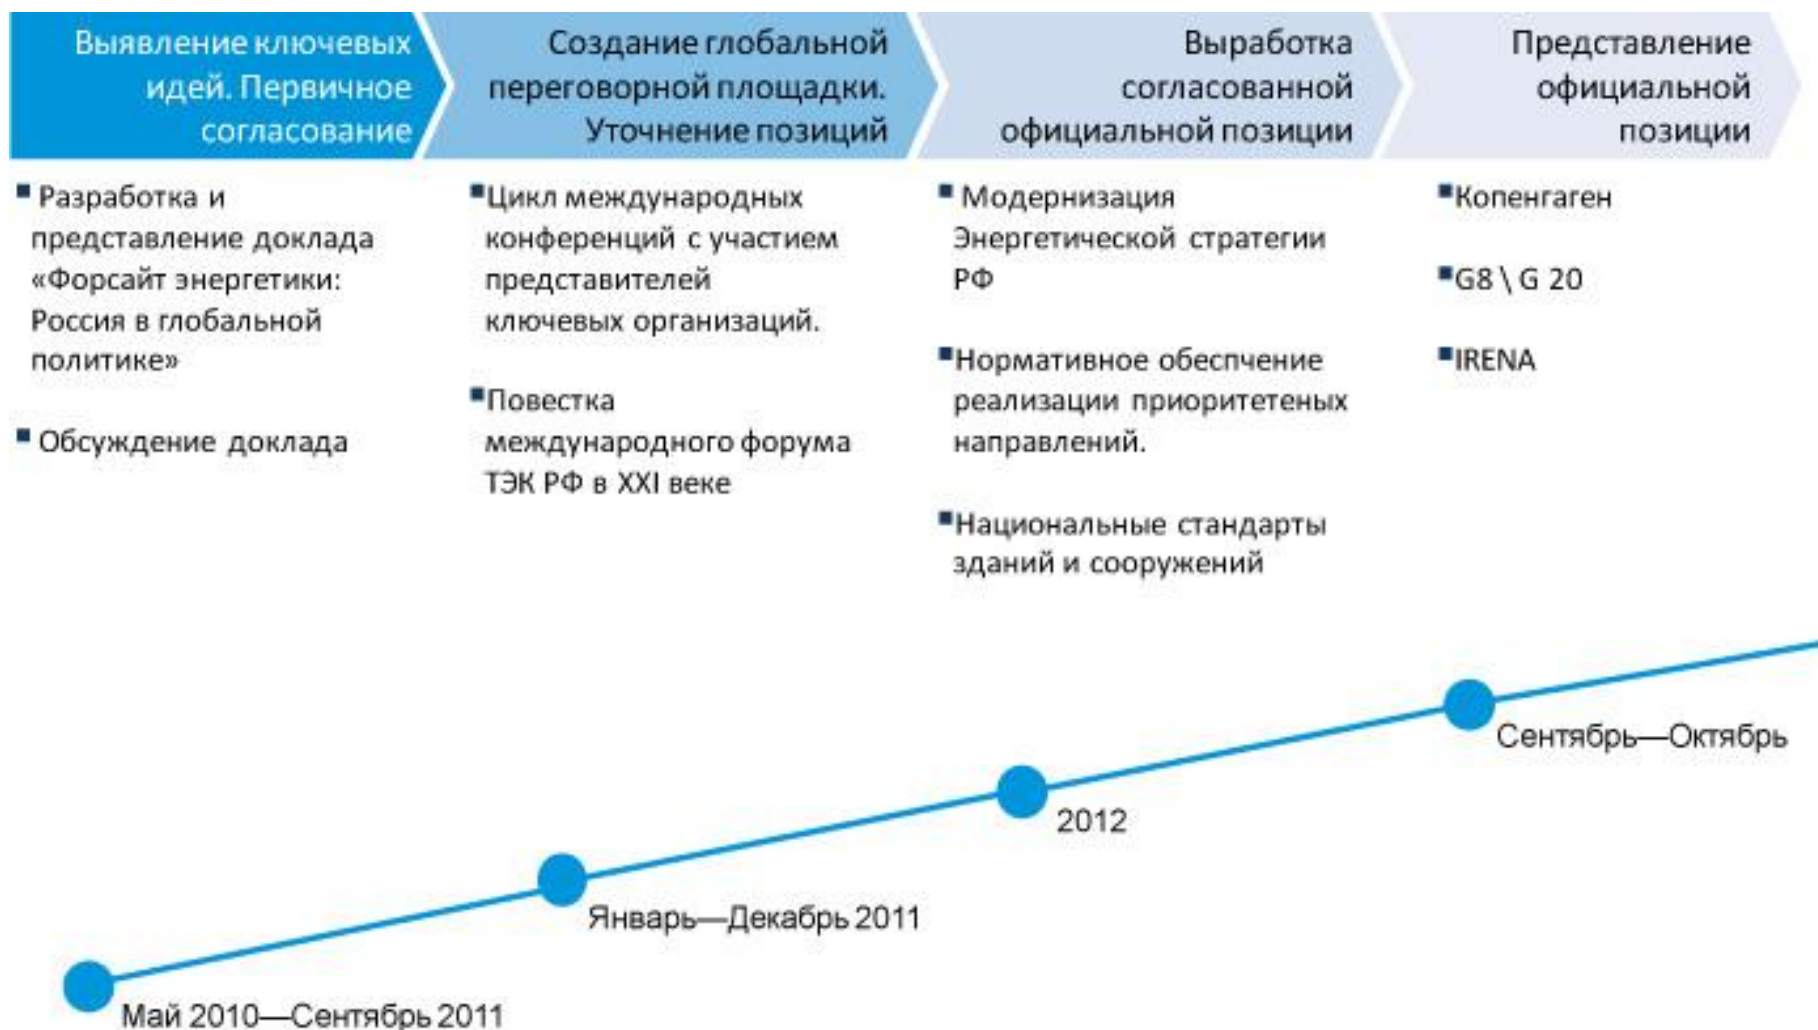 Выявление ключевых
идей. Первичное
согласование
Создание глобальной
переговорной площадки.
Уточнение позиций
Выработка
согласованной
официальной позиции
Представление
официальной
позиции
▪ Разработка и
представление доклада
«Форсайт энергетики:
Россия в глобальной
политике»
▪ Обсуждение доклада
▪Цикл международных
конференций с участием
представителей
ключевых организаций.
▪Повестка
международного форума
ТЭК РФ в XXI веке
▪ Модернизация
Энергетической стратегии
РФ
▪Нормативное обеспчение
реализации приоритетеных
направлений.
▪Национальные стандарты
зданий и сооружений
▪Копенгаген
▪G8 \ G 20
▪IRENA
Сентябрь—Октябрь
2012
Январь—Декабрь 2011
Май 2010—Сентябрь 2011